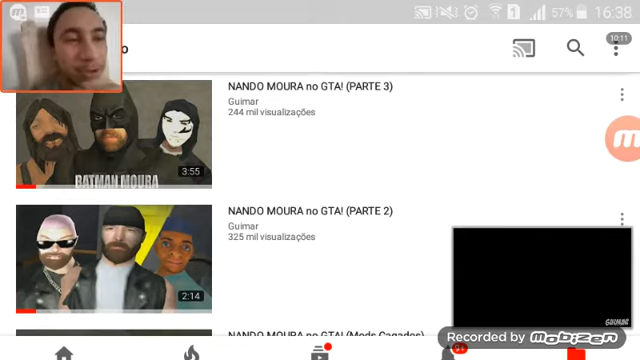 57% 16:38
10:11
o
NANDO MOURA no GTA! (PARTE 3)
Guimar
244 mil visualizações
BATMAN MOURA
3:55
NANDO MOURA no GTA! (PARTE 2)
Guimar
325 mil visualizações
2:14
GUIMAR
NANDO MOURA no GTA! (Mods Cagados)
Recorded by mobizen